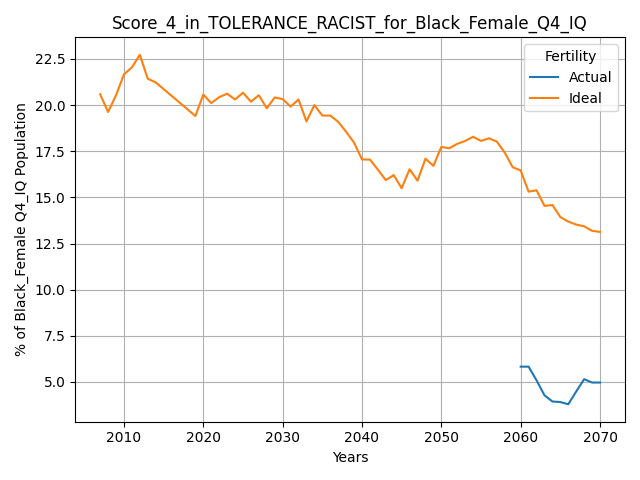 Score_4_in_TOLERANCE_RACIST_for_Black_Female_Q4_IQ
Fertility
Actual
Ideal
% of Black_Female Q4_IQ Population
22.5
20.0
17.5
15.0
12.5
10.0
7.5
5.0
2010 2020 2030 2040 2050 2060 2070
Years